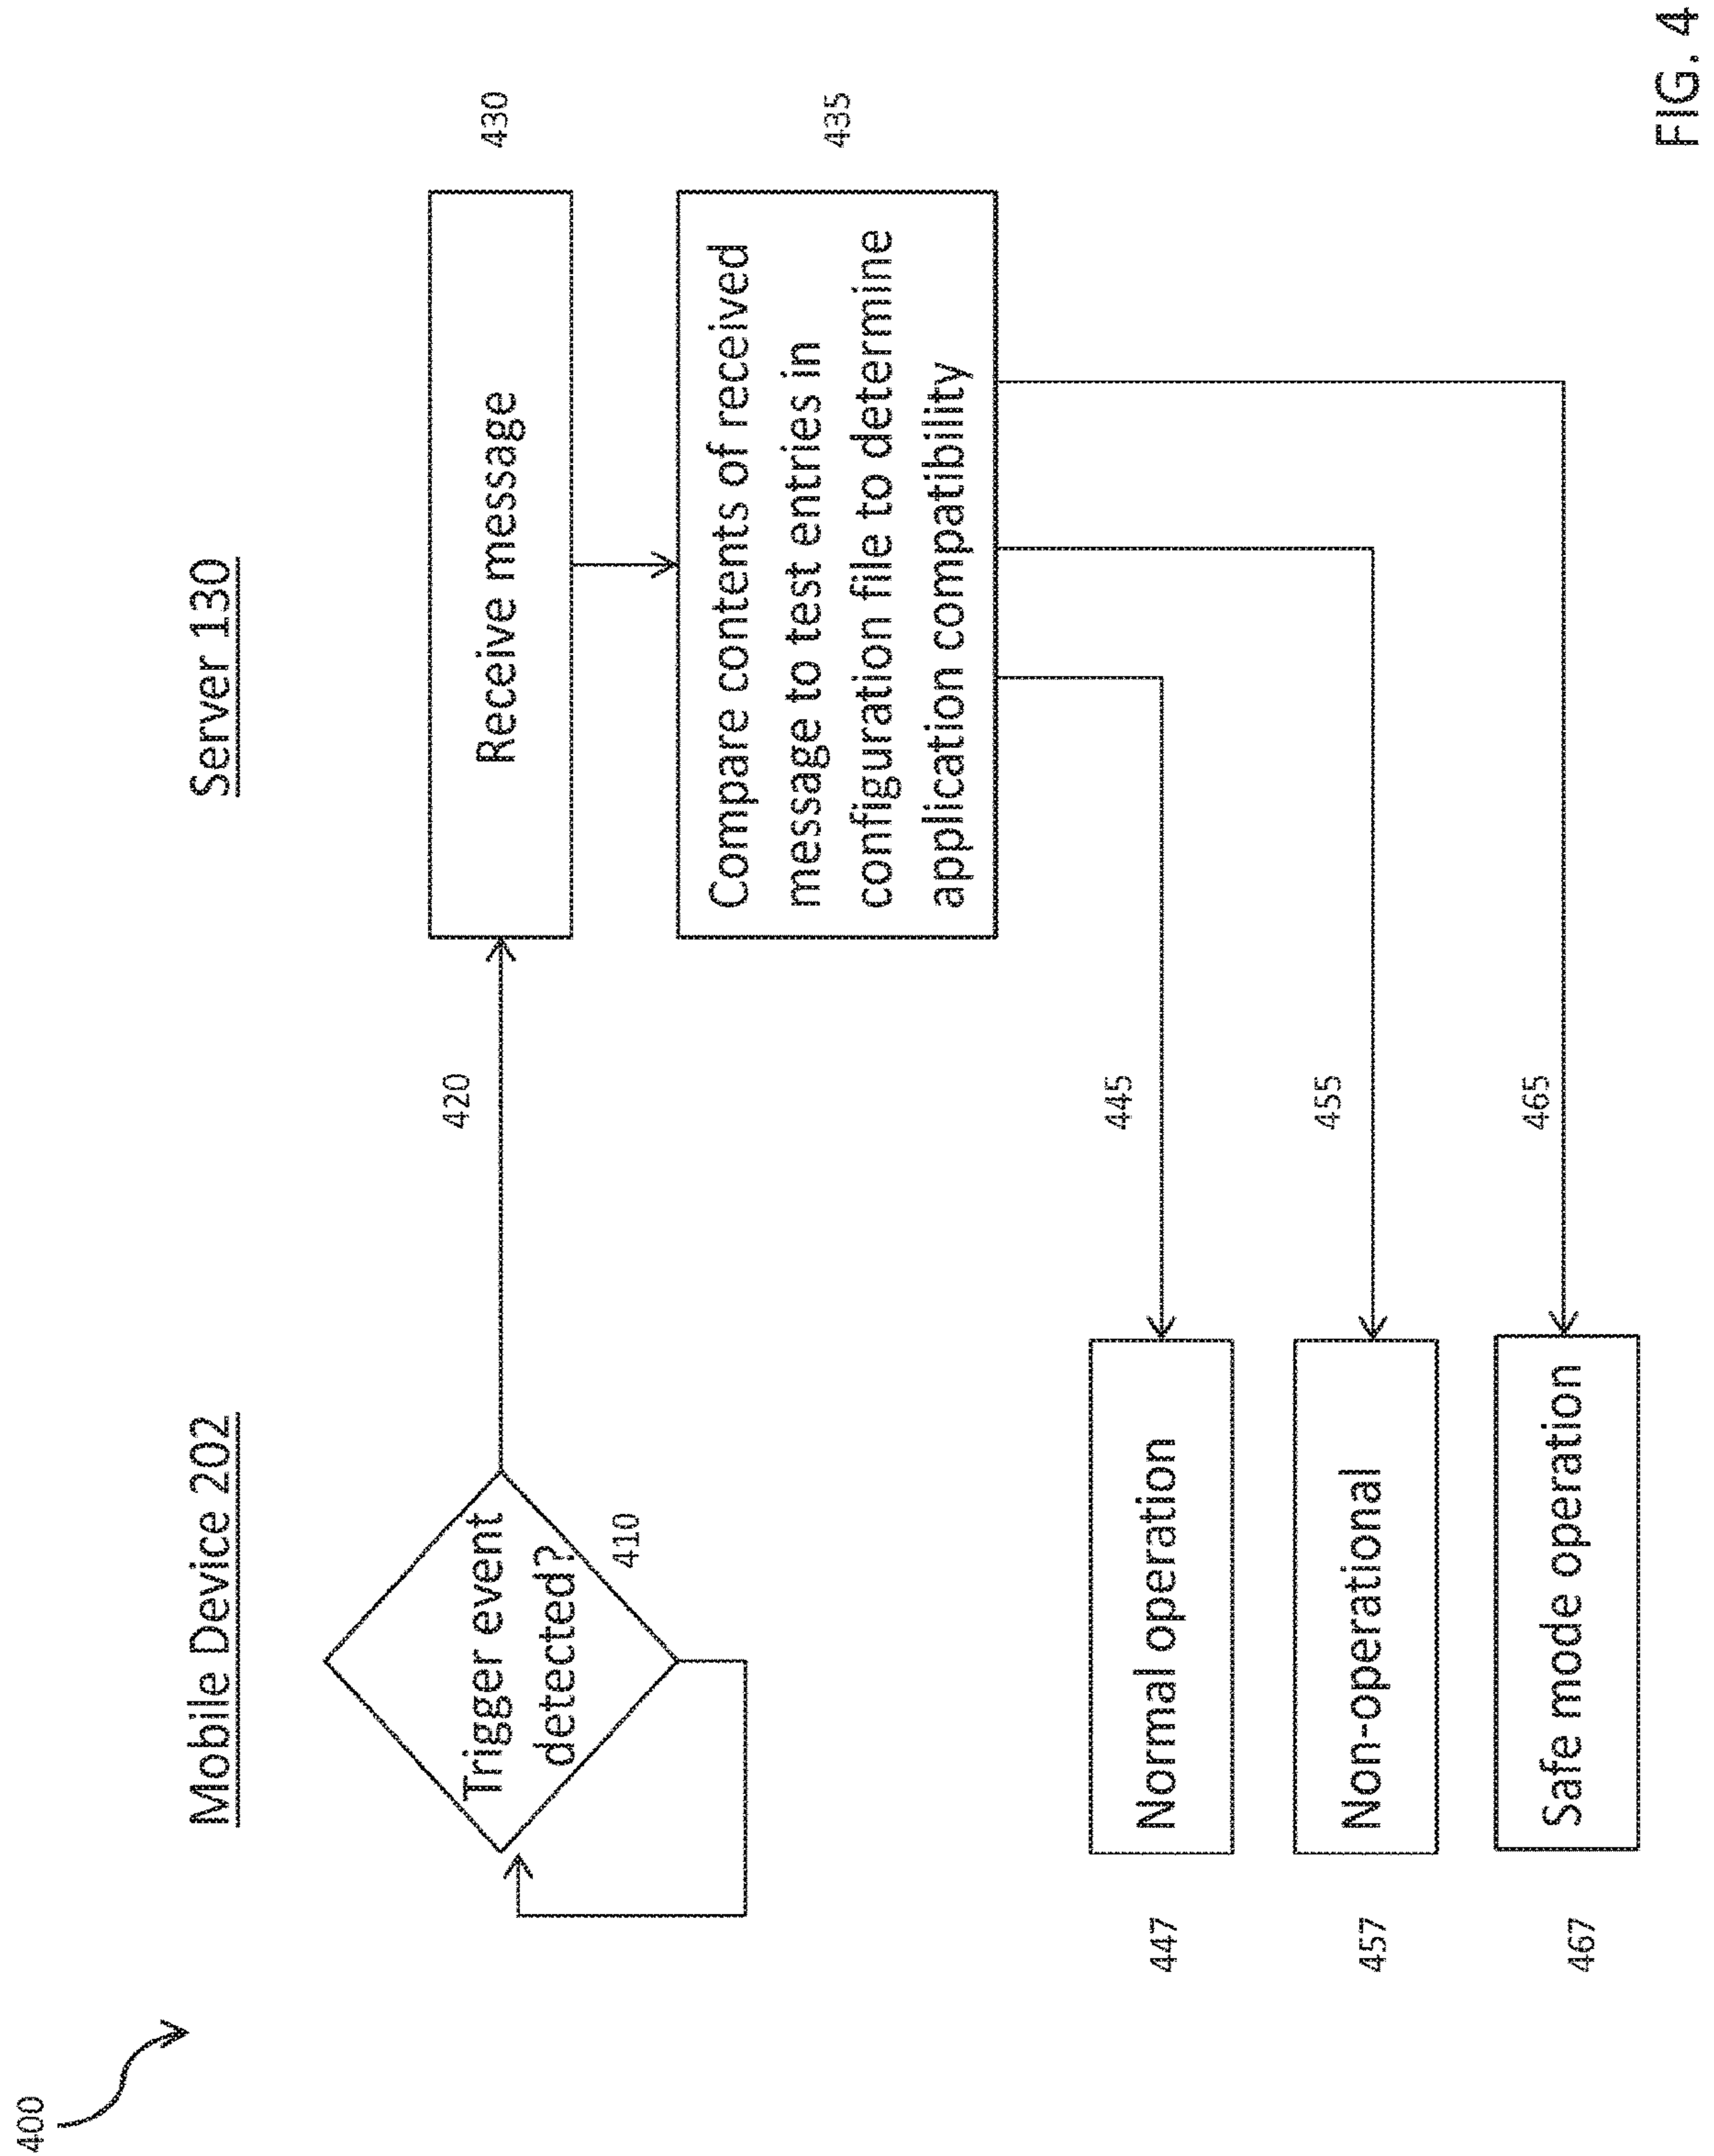 400
Mobile Device 202
Server 130
Trigger event
detected?
410
420
Receive message
430
Compare contents of received
message to test entries in
configuration file to determine
application compatibility
435
445
447
Normal operation
455
457
Non-operational
465
467
Safe mode operation
FIG. 4